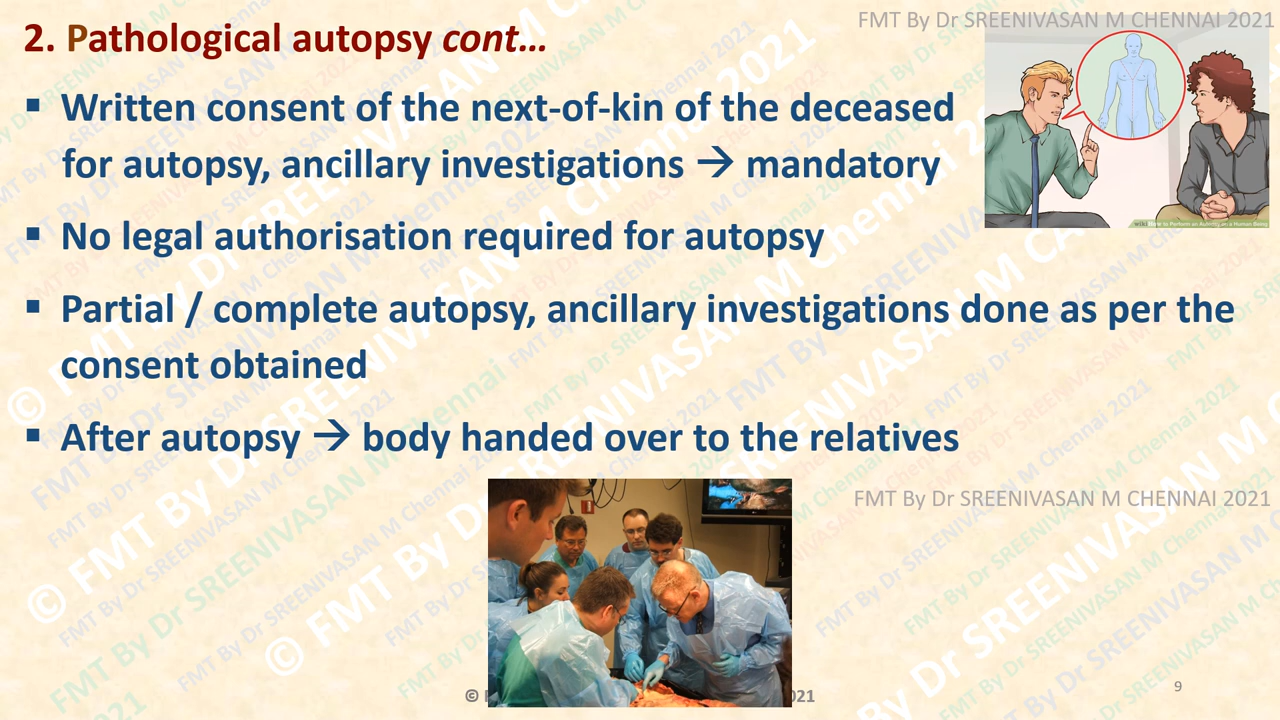 FMT By Dr SREENIVASAN M CHENNAI 2021
2. Pathological autopsy cont…
▪ Written consent of the next-of-kin of the deceased
for autopsy, ancillary investigations → mandatory
▪ No legal authorisation required for autopsy
▪ Partial / complete autopsy, ancillary investigations done as per the
consent obtained
▪ After autopsy → body handed over to the relatives
FMT By Dr SREENIVASAN M CHENNAI 2021
9